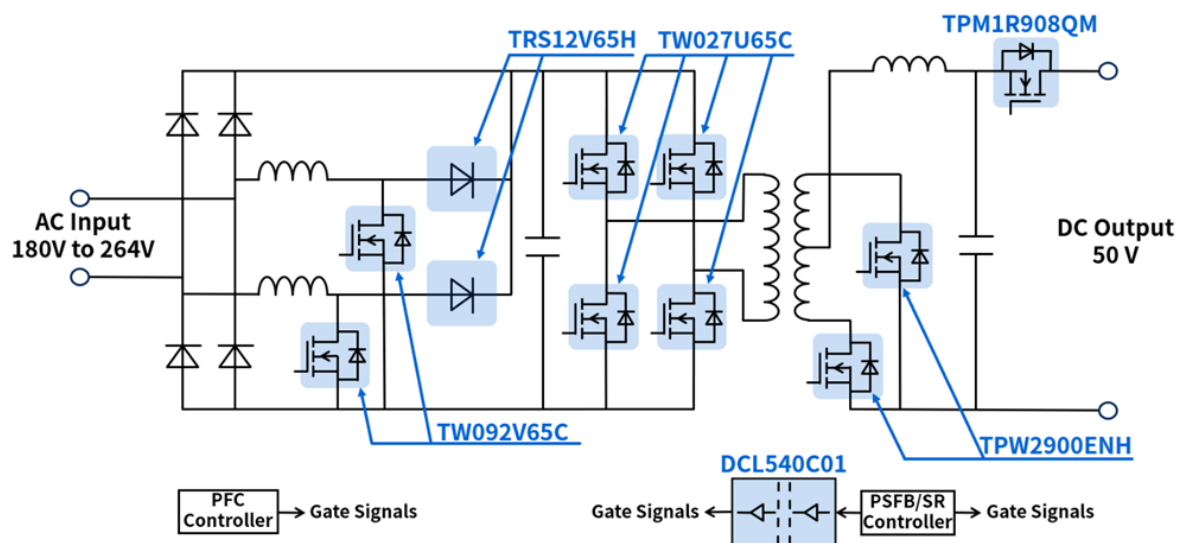 TPM1R908QM
TRS12V65H
TW027U65C
AC Input
180V to 264V
DC Output
50 V
TW092V65C
TPW2900ENH
DCL540C01
PFC
Controller
Gate Signals
Gate Signals
PSFB/SR
Controller
Gate Signals